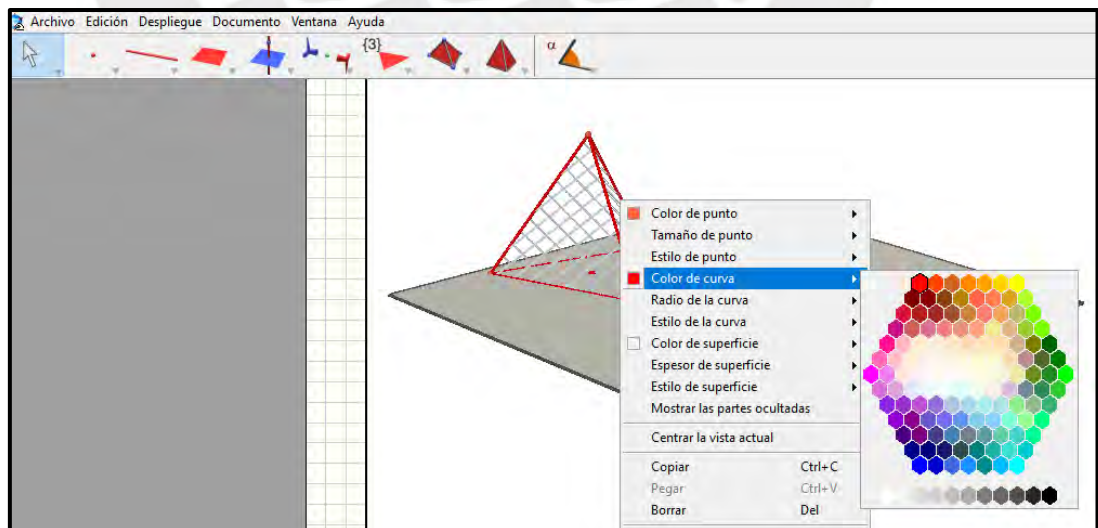 Archivo Edición Despliegue Documento Ventana Ayuda
{3}
α
Color de punto
Tamaño de punto
Estilo de punto
Color de curva
Radio de la curva
Estilo de la curva
Color de superficie
Espesor de superficie
Estilo de superficie
Mostrar las partes ocultadas
Centrar la vista actual
Copiar Ctrl+C
Pegar Ctrl+V
Borrar Del